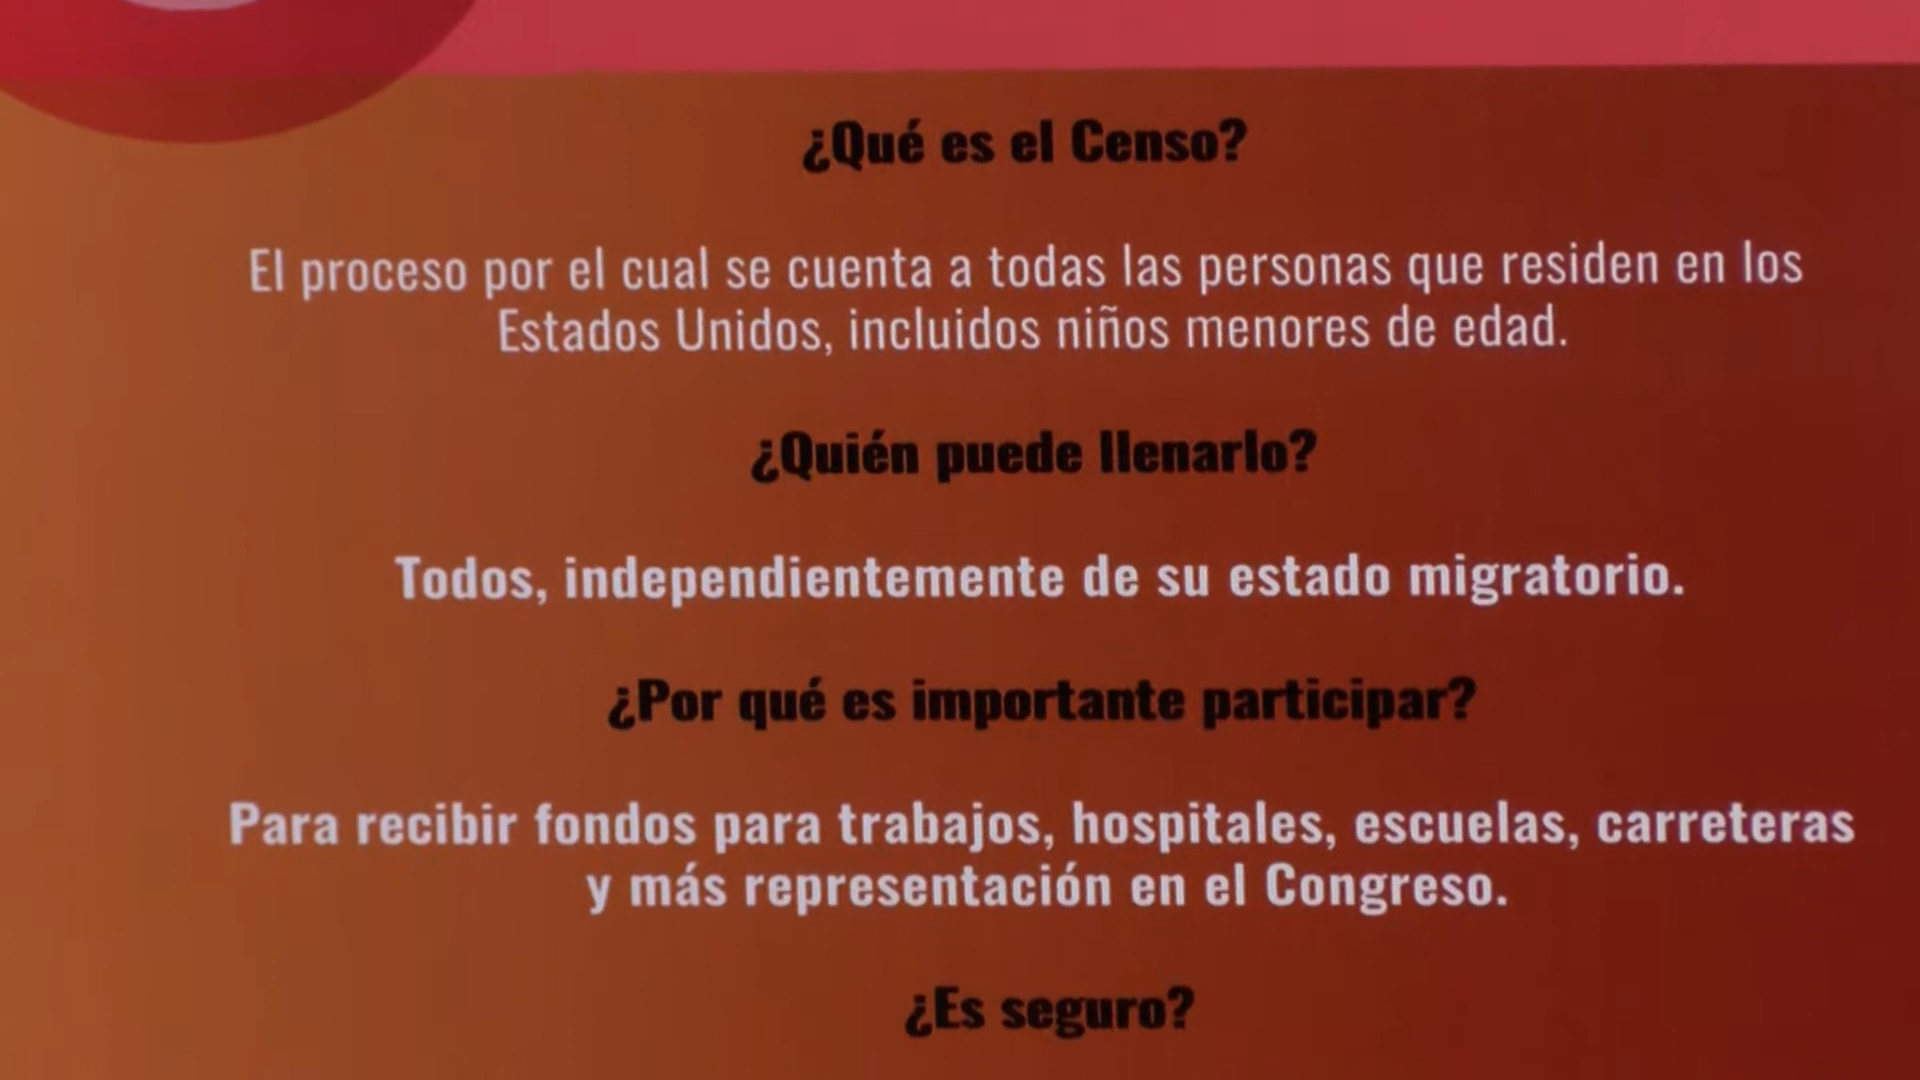 ¿Qué es el Censo?
El proceso por el cual se cuenta a todas las personas que residen en los
Estados Unidos, incluidos niños menores de edad.
¿Quién puede llenarlo?
Todos, independientemente de su estado migratorio.
¿Por qué es importante participar?
Para recibir fondos para trabajos, hospitales, escuelas, carreteras
y más representación en el Congreso.
¿Es seguro?